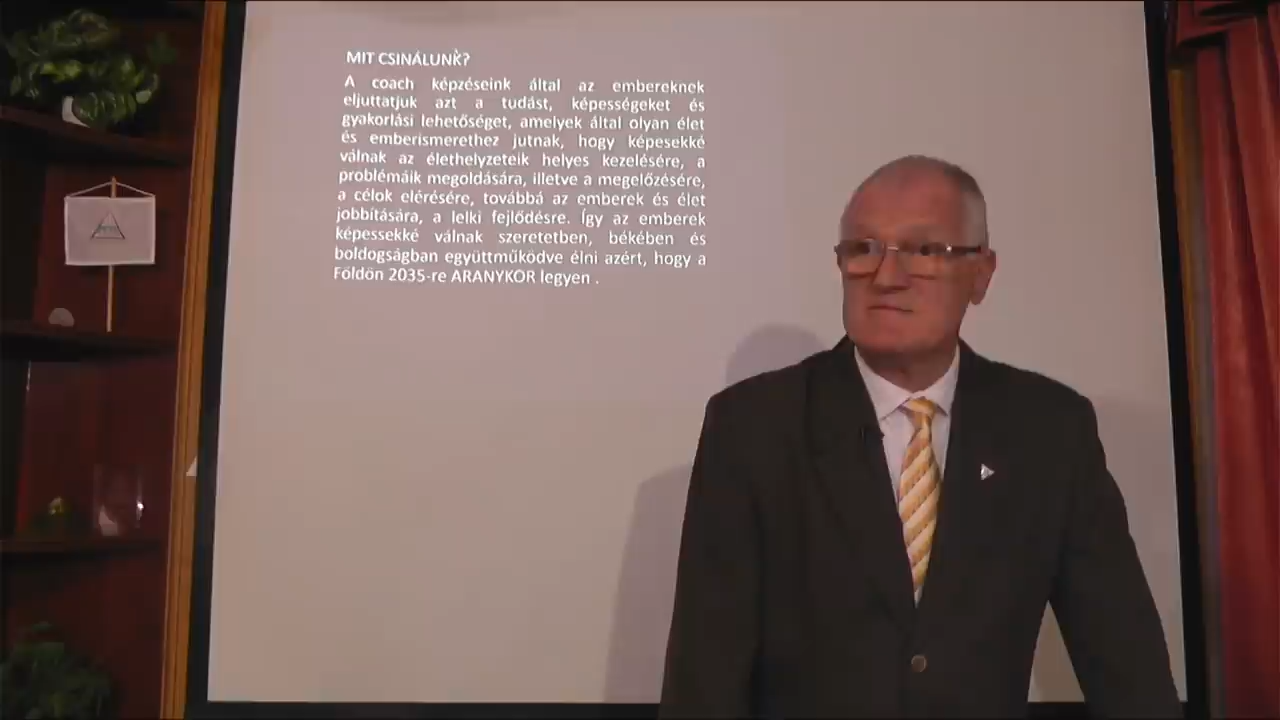 MIT CSINÁLUNK?
A coach képzéseink által az embereknek
eljuttatjuk azt a tudást, képességeket és
gyakorlási lehetőséget, amelyek által olyan élet
és emberismerethez jutnak, hogy képesekké
válnak az élethelyzeteik helyes kezelésére, a
problémáik megoldására, illetve a megelőzésére,
a célok elérésére, továbbá az emberek és élet
jobbítására, a lelki fejlődésre. Így az emberek
képessekké válnak szeretetben, békében és
boldogságban együttműködve élni azért, hogy a
Földön 2035-re ARANYKOR legyen .